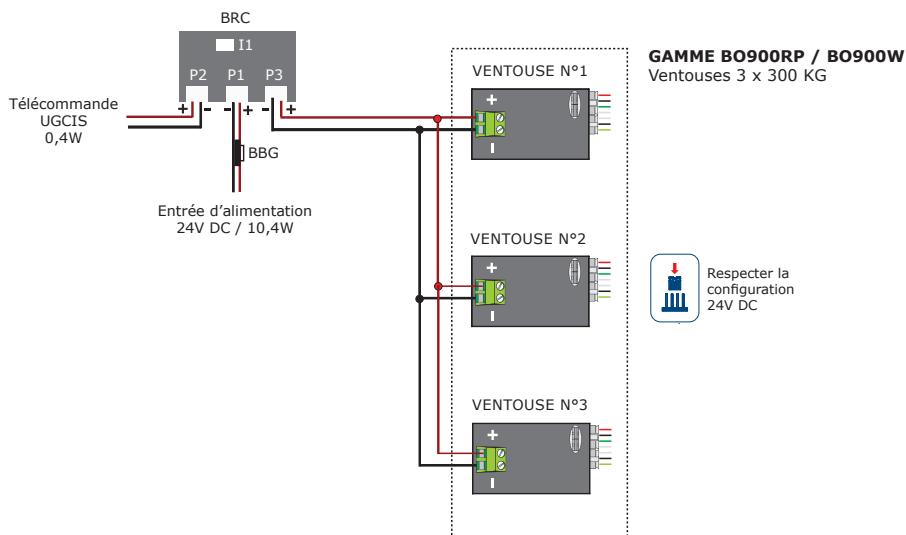 BRC
I1
P2 P1 P3
+ - - + - +
Télécommande
UGCIS
0,4W
BBG
Entrée d'alimentation
24V DC / 10,4W
VENTOUSE N°1
+
-
VENTOUSE N°2
+
-
VENTOUSE N°3
+
-
GAMME BO900RP / BO900W
Ventouses 3 x 300 KG
Respecter la
configuration
24V DC